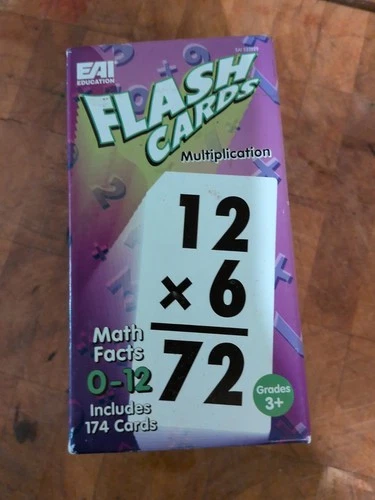 EAI
EDUCATION
FLASH
CARDS
Multiplication
12
× 6
72
Math
Facts
0-12
Includes
174 Cards
Grades
3+